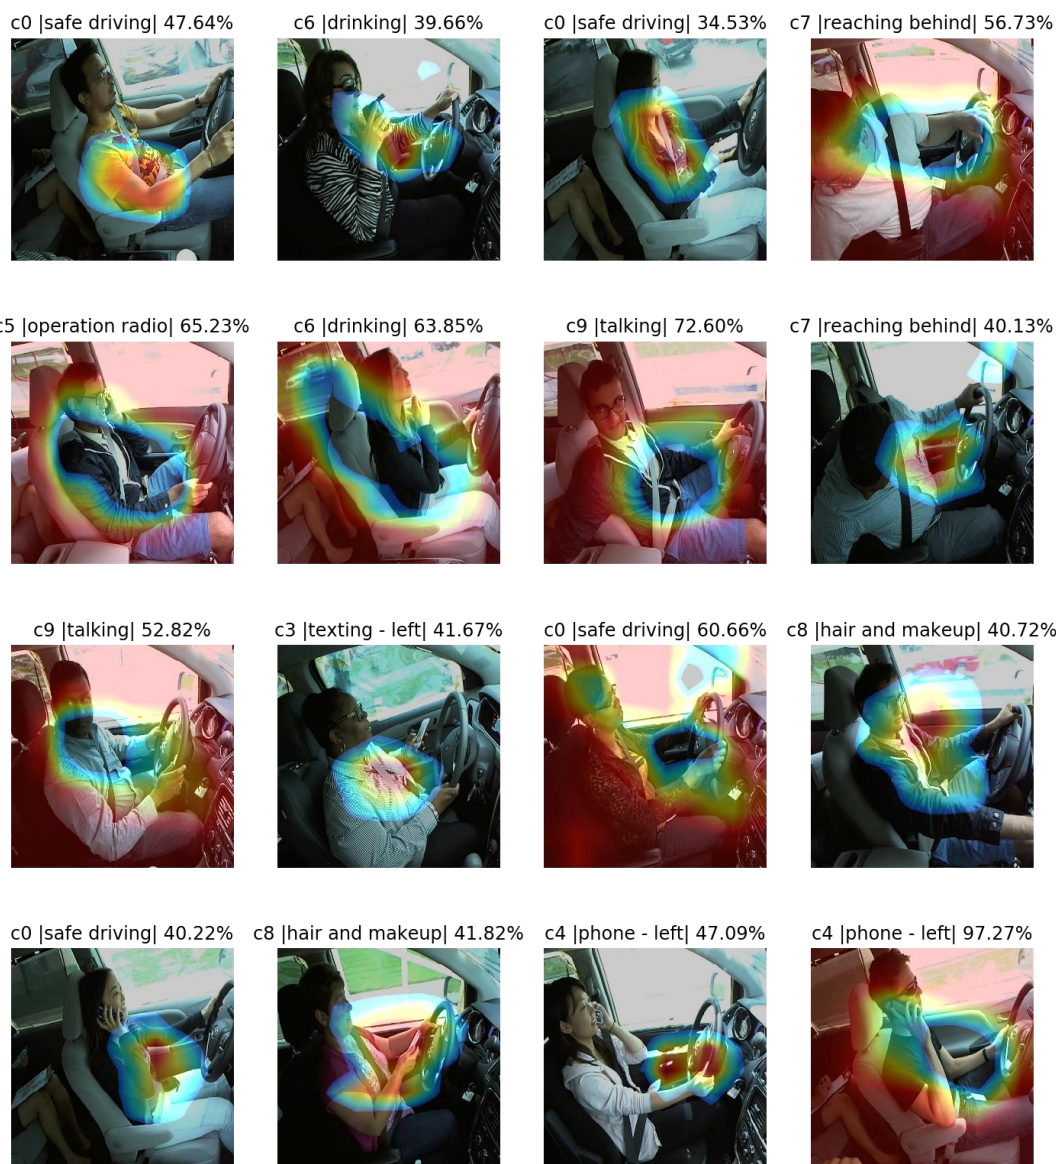 c0 |safe driving| 47.64%
c6 |drinking| 39.66%
c0 |safe driving| 34.53%
c7 |reaching behind| 56.73%
c5 |operation radio| 65.23%
c6 |drinking| 63.85%
c9 |talking| 72.60%
c7 |reaching behind| 40.13%
c9 |talking| 52.82%
c3 |texting - left| 41.67%
c0 |safe driving| 60.66%
c8 |hair and makeup| 40.72%
c0 |safe driving| 40.22%
c8 |hair and makeup| 41.82%
c4 |phone - left| 47.09%
c4 |phone - left| 97.27%